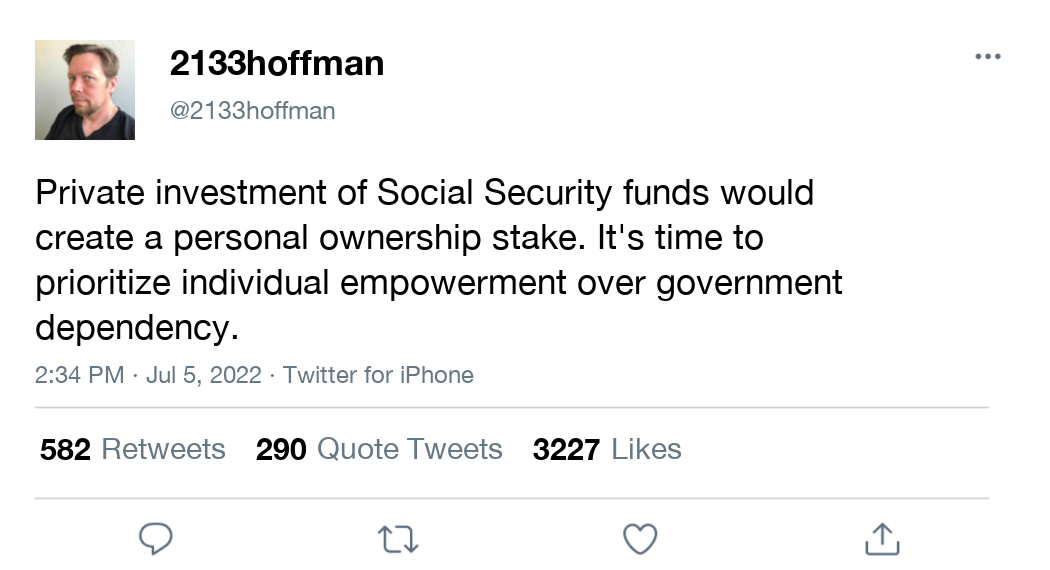 2133hoffman
@2133hoffman
Private investment of Social Security funds would
create a personal ownership stake. It's time to
prioritize individual empowerment over government
dependency.
2:34 PM · Jul 5, 2022 · Twitter for iPhone
582 Retweets 290 Quote Tweets 3227 Likes